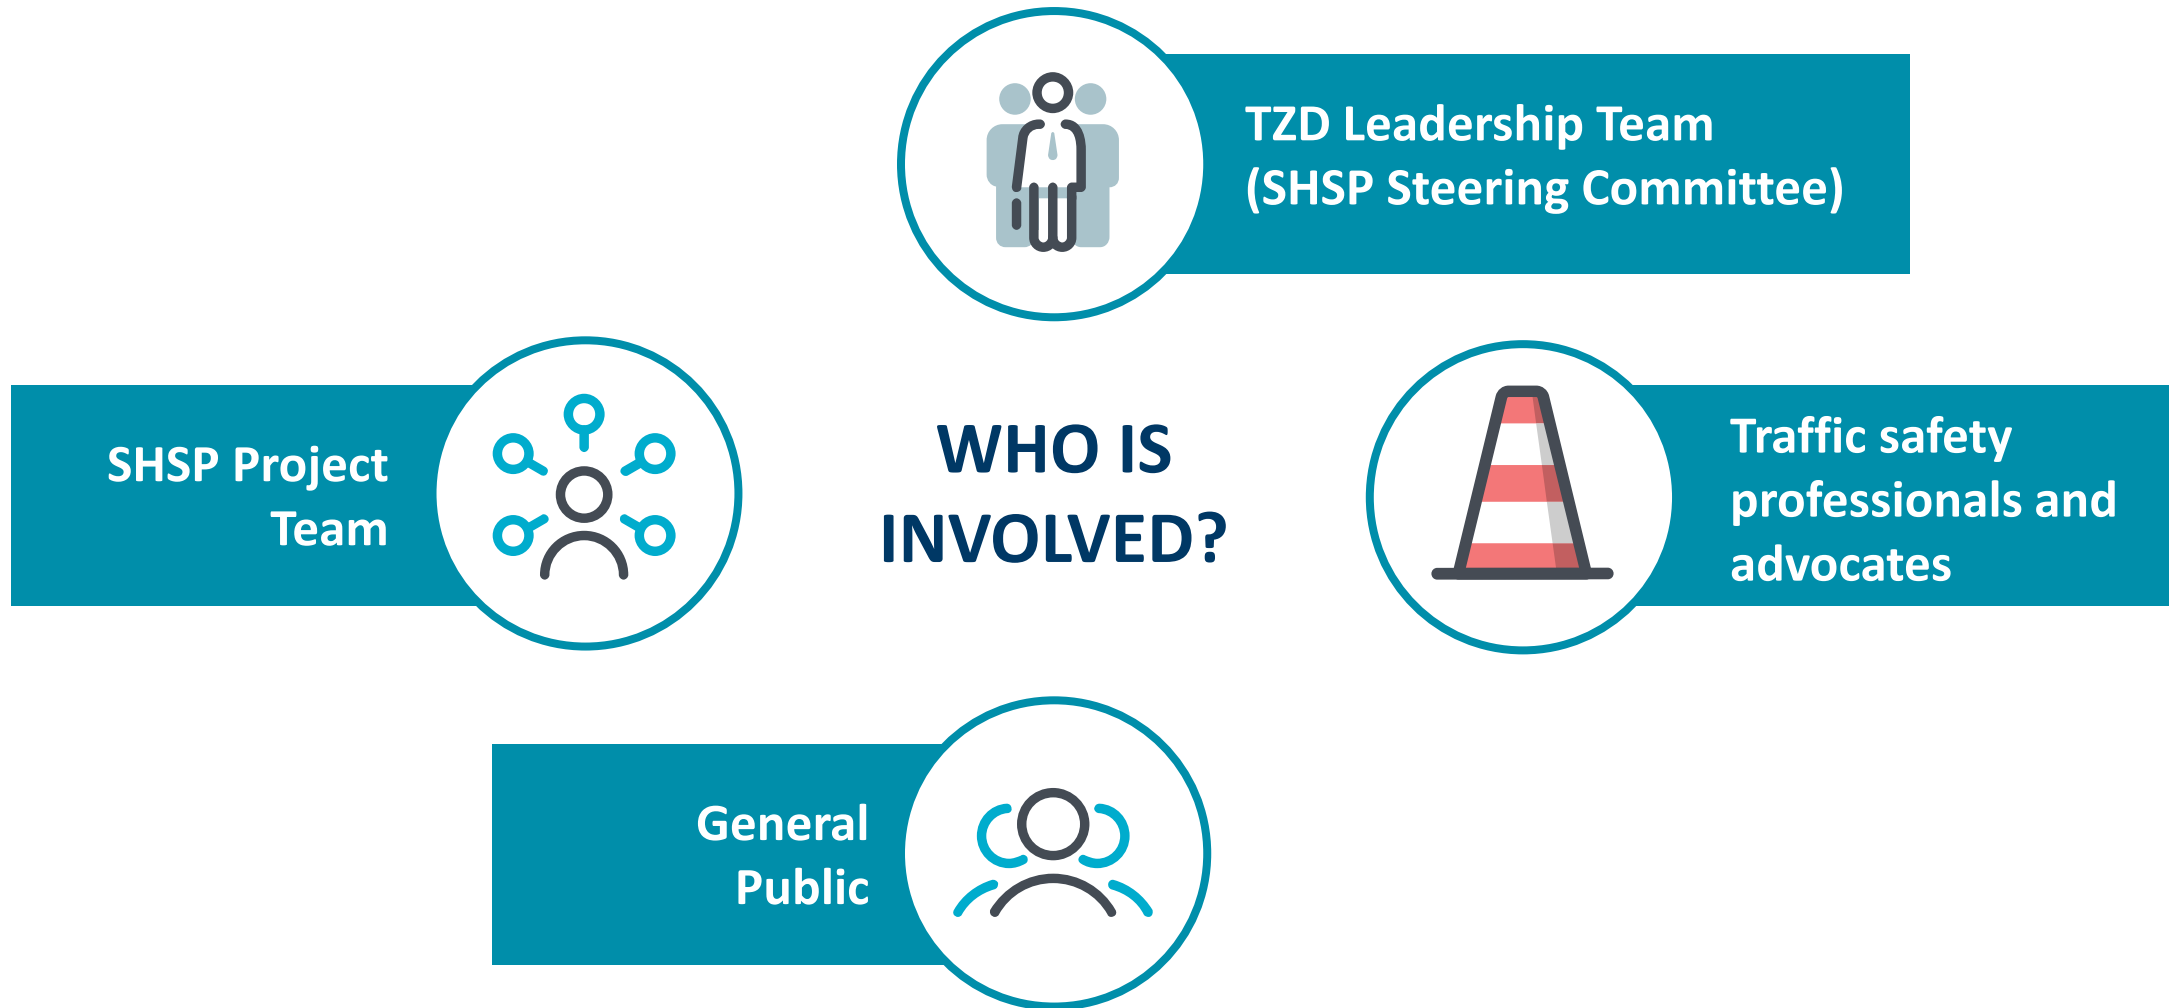 TZD Leadership Team
(SHSP Steering Committee)
SHSP Project
Team
WHO IS
INVOLVED?
Traffic safety
professionals and
advocates
General
Public